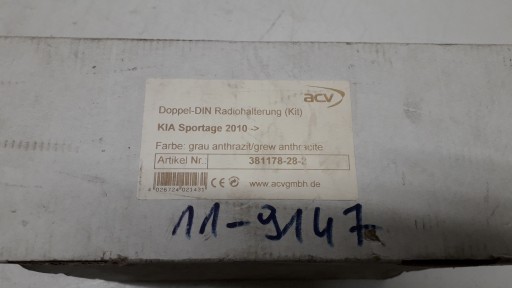 acv
Doppel-DIN Radiohalterung (Kit)
KIA Sportage 2010 ->
Farbe: grau anthrazit/grew anthracite
Artikel Nr.: 381178-28-2
CE www.acvgmbh.de
11-9147